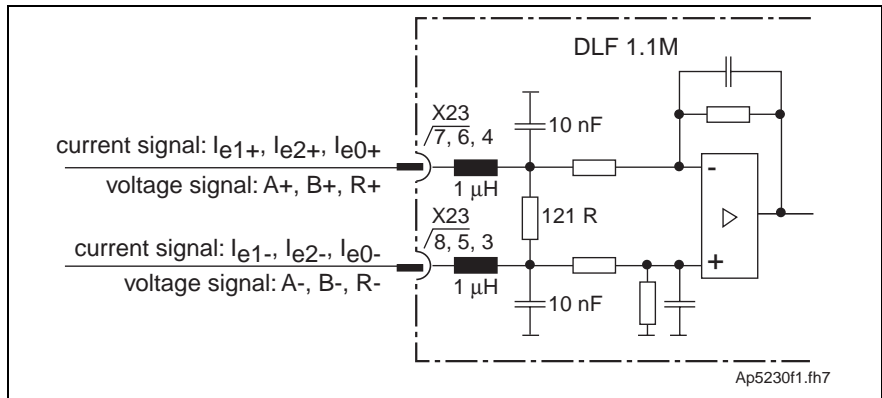 DLF 1.1M
X23
7, 6, 4
10 nF
current signal: Ie1+, Ie2+, Ie0+
voltage signal: A+, B+, R+
1 µH
-
X23
121 R
8, 5, 3
current signal: Ie1-, Ie2-, Ie0-
voltage signal: A-, B-, R-
+
1 µH
10 nF
Ap5230f1.fh7